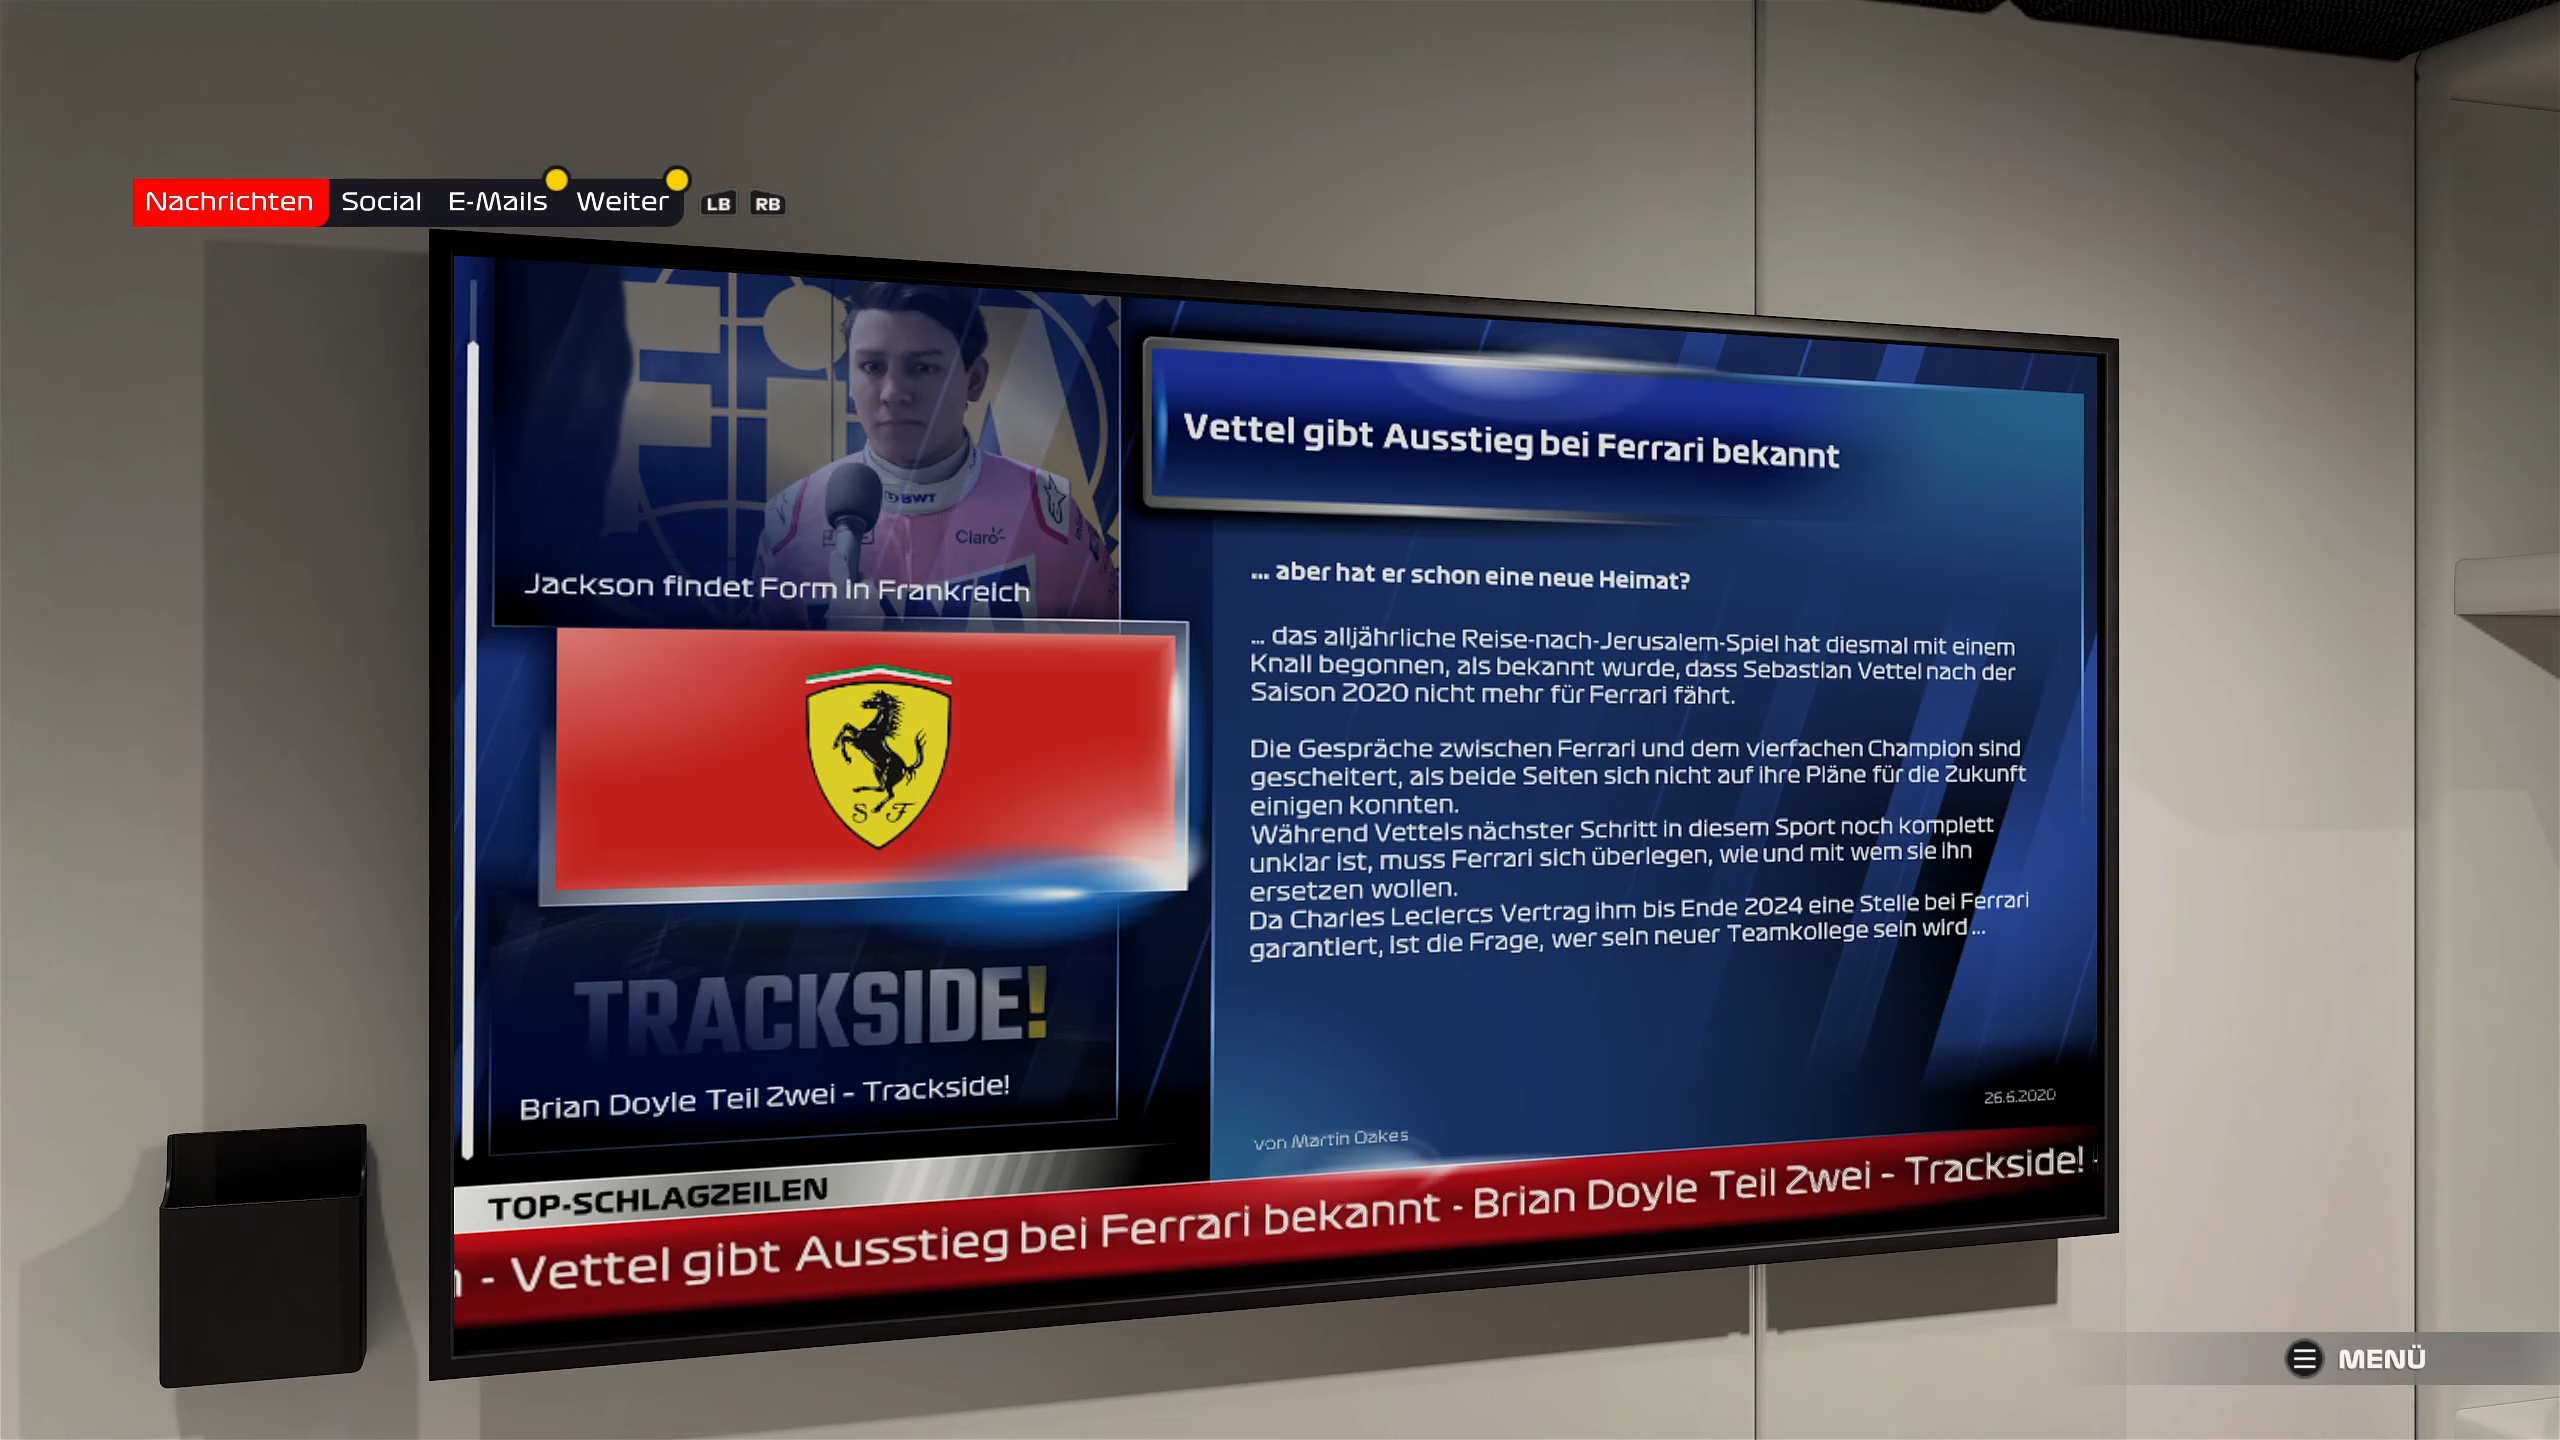 Nachrichten Social E-Mails Weiter LB RB
BWT
Claro-
Jackson findet Form in Frankreich
S F
TRACKSIDE!
Brian Doyle Teil Zwei - Trackside!
Vettel gibt Ausstieg bei Ferrari bekannt
... aber hat er schon eine neue Heimat?
... das alljährliche Reise-nach-Jerusalem-Spiel hat diesmal mit einem
Knall begonnen, als bekannt wurde, dass Sebastian Vettel nach der
Saison 2020 nicht mehr für Ferrari fährt.
Die Gespräche zwischen Ferrari und dem vierfachen Champion sind
gescheitert, als beide Seiten sich nicht auf ihre Pläne für die Zukunft
einigen konnten.
Während Vettels nächster Schritt in diesem Sport noch komplett
unklar ist, muss Ferrari sich überlegen, wie und mit wem sie ihn
ersetzen wollen.
Da Charles Leclercs Vertrag ihm bis Ende 2024 eine Stelle bei Ferrari
garantiert, ist die Frage, wer sein neuer Teamkollege sein wird ...
26.6.2020
von Martin Oakes
TOP-SCHLAGZEILEN
- Vettel gibt Ausstieg bei Ferrari bekannt - Brian Doyle Teil Zwei - Trackside! -
MENÜ